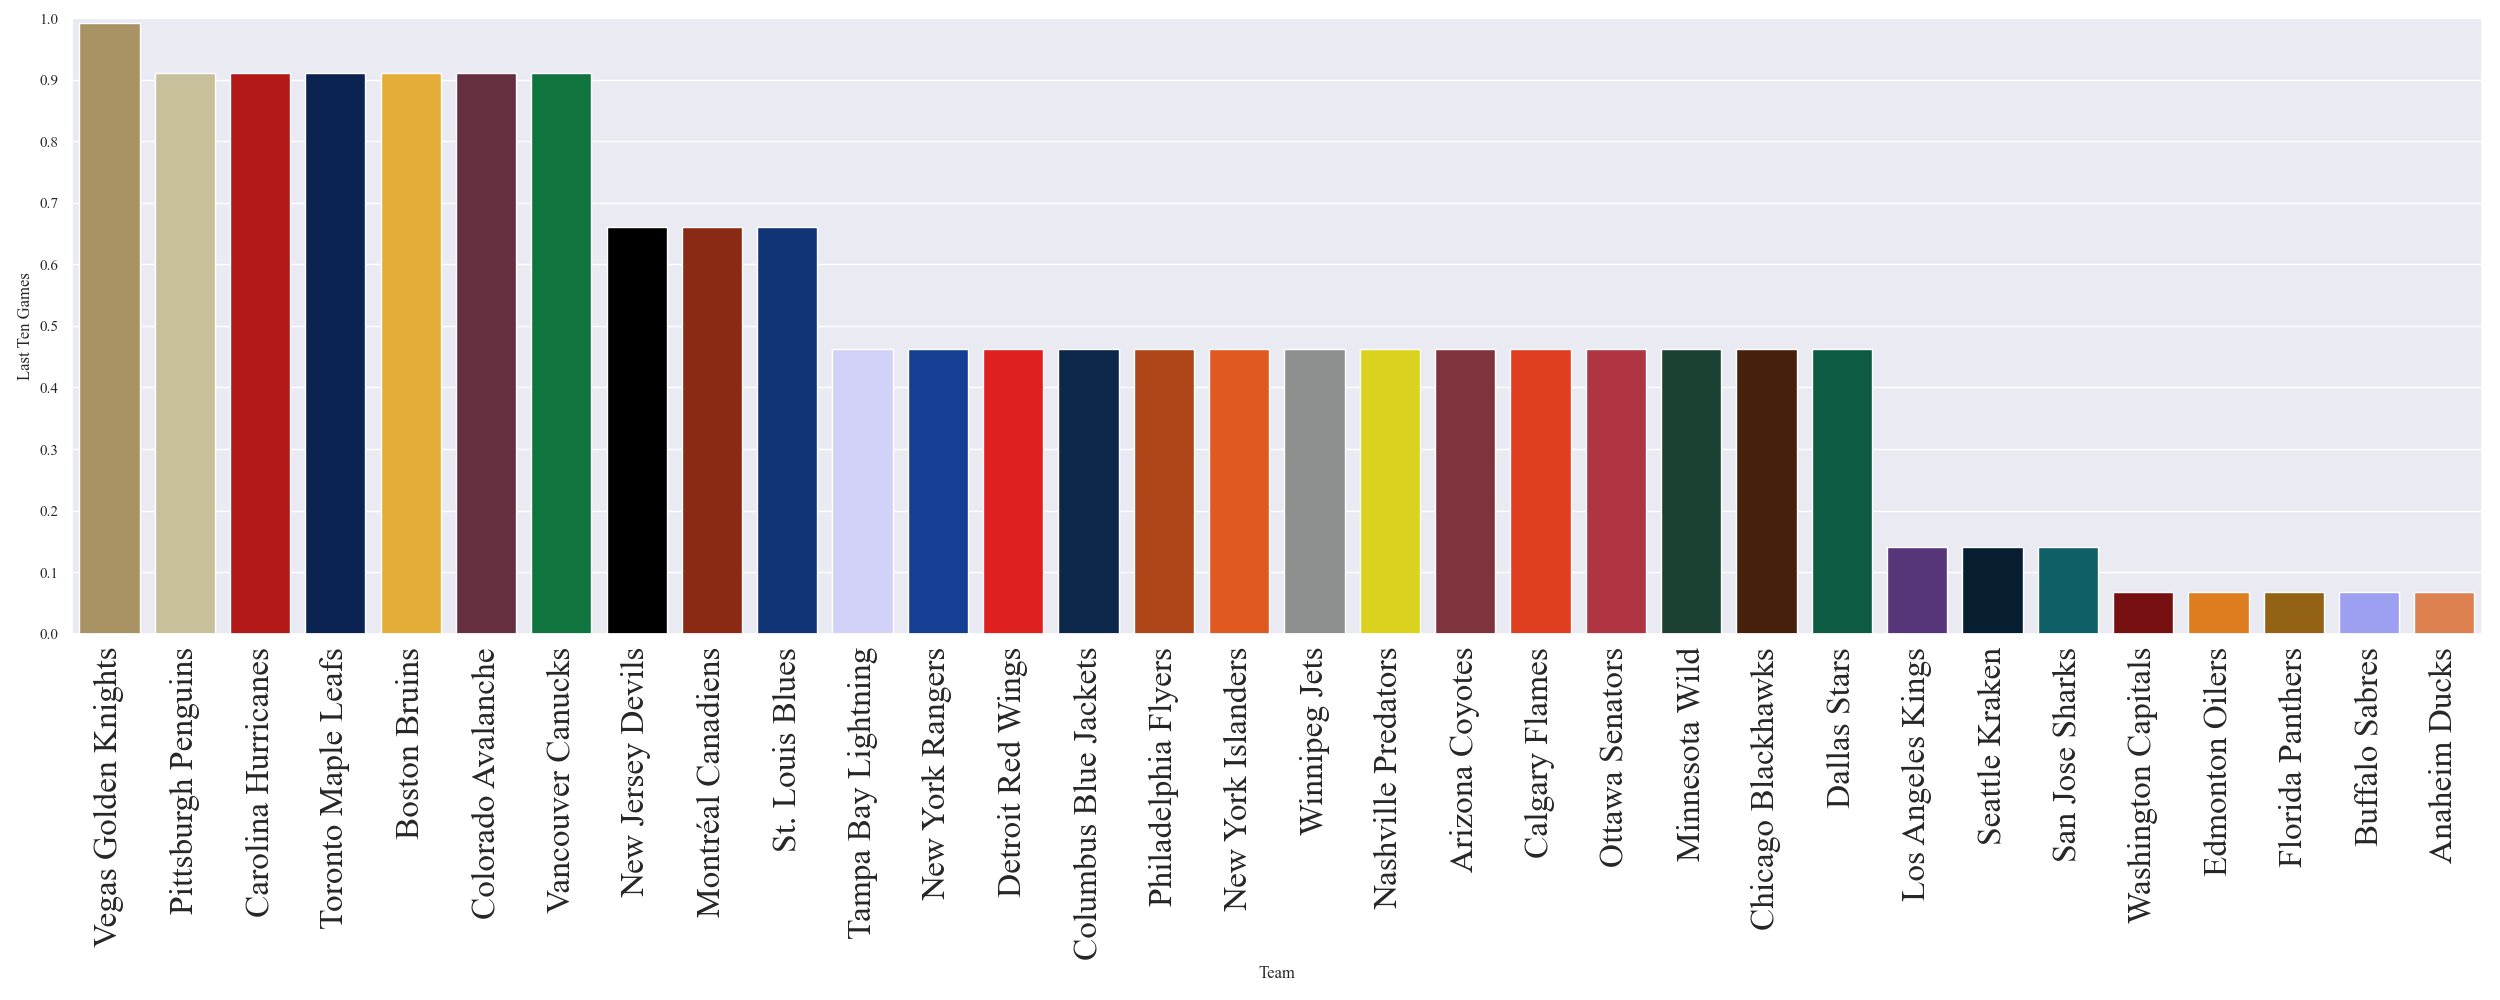 1.0
0.9
0.8
0.7
0.6
0.5
0.4
0.3
0.2
0.1
0.0
Last Ten Games
Vegas Golden Knights
Pittsburgh Penguins
Carolina Hurricanes
Toronto Maple Leafs
Boston Bruins
Colorado Avalanche
Vancouver Canucks
New Jersey Devils
Montréal Canadiens
St. Louis Blues
Tampa Bay Lightning
New York Rangers
Detroit Red Wings
Columbus Blue Jackets
Philadelphia Flyers
New York Islanders
Winnipeg Jets
Nashville Predators
Arizona Coyotes
Calgary Flames
Ottawa Senators
Minnesota Wild
Chicago Blackhawks
Dallas Stars
Los Angeles Kings
Seattle Kraken
San Jose Sharks
Washington Capitals
Edmonton Oilers
Florida Panthers
Buffalo Sabres
Anaheim Ducks
Team